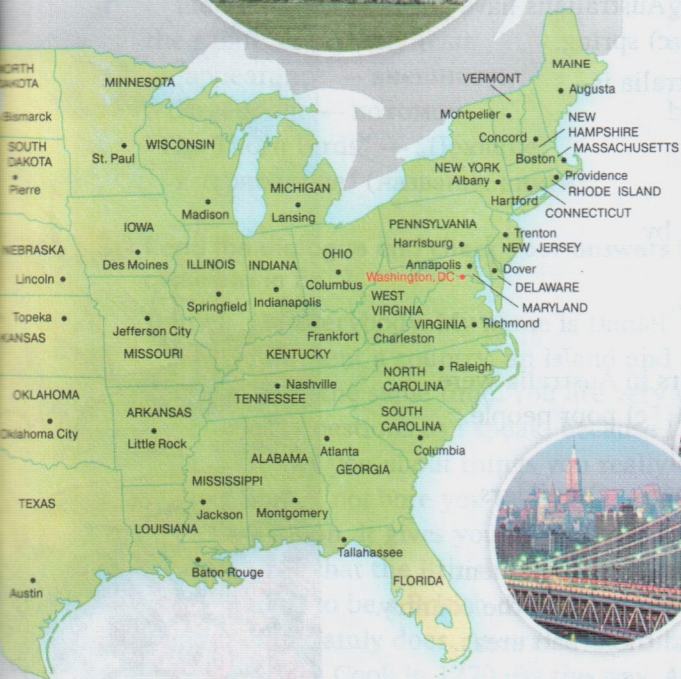 MAINE
VERMONT
Augusta
Montpelier
NEW
HAMPSHIRE
Concord
MASSACHUSETTS
Boston
NORTH
DAKOTA
Bismarck
MINNESOTA
SOUTH
DAKOTA
Pierre
St. Paul
WISCONSIN
Madison
MICHIGAN
Lansing
NEW YORK
Albany
Providence
RHODE ISLAND
Hartford
CONNECTICUT
PENNSYLVANIA
Harrisburg
Trenton
NEW JERSEY
IOWA
Des Moines
NEBRASKA
Lincoln
ILLINOIS
Springfield
INDIANA
Indianapolis
OHIO
Columbus
Annapolis
Washington, DC
Dover
DELAWARE
MARYLAND
WEST
VIRGINIA
Charleston
VIRGINIA
Richmond
Topeka
KANSAS
Jefferson City
MISSOURI
Frankfort
KENTUCKY
Nashville
TENNESSEE
Raleigh
NORTH
CAROLINA
OKLAHOMA
Oklahoma City
ARKANSAS
Little Rock
SOUTH
CAROLINA
Columbia
Atlanta
GEORGIA
ALABAMA
Montgomery
MISSISSIPPI
Jackson
TEXAS
Austin
LOUISIANA
Baton Rouge
Tallahassee
FLORIDA